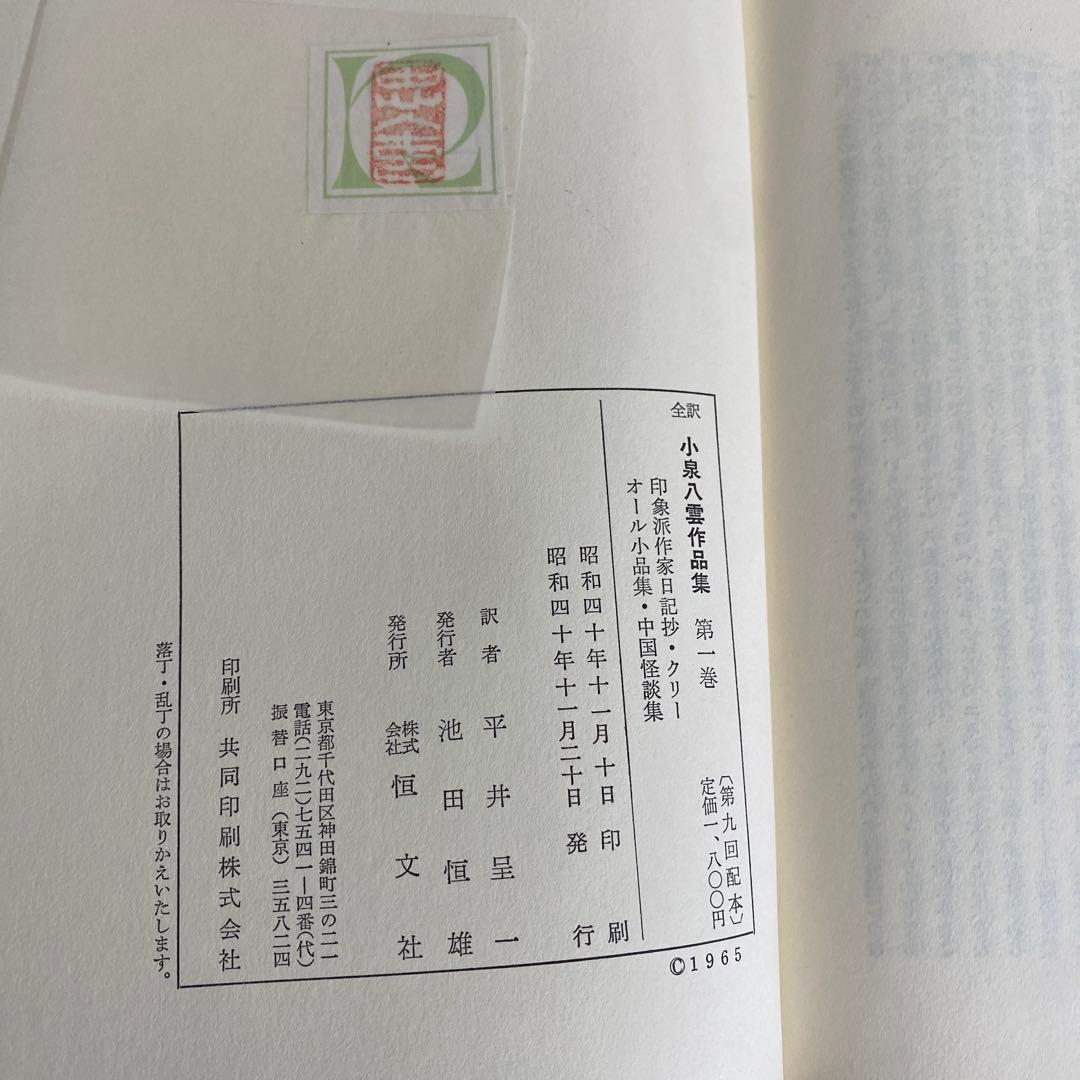 全訳 小泉八雲作品集 第一巻 〔第九回配本〕
印象派作家日記抄・クリー
オール小品集・中国怪談集
定価一、八〇〇円
昭和四十年十一月十日 印刷
昭和四十年十一月二十日 発行
訳者 平井呈一
発行者 池田恒雄
発行所 株式会社 恒文社
東京都千代田区神田錦町三の二一
電話(二九二)七五四一―四番(代)
振替口座(東京)三五八二四
印刷所 共同印刷株式会社
落丁・乱丁の場合はお取りかえいたします。
©1965